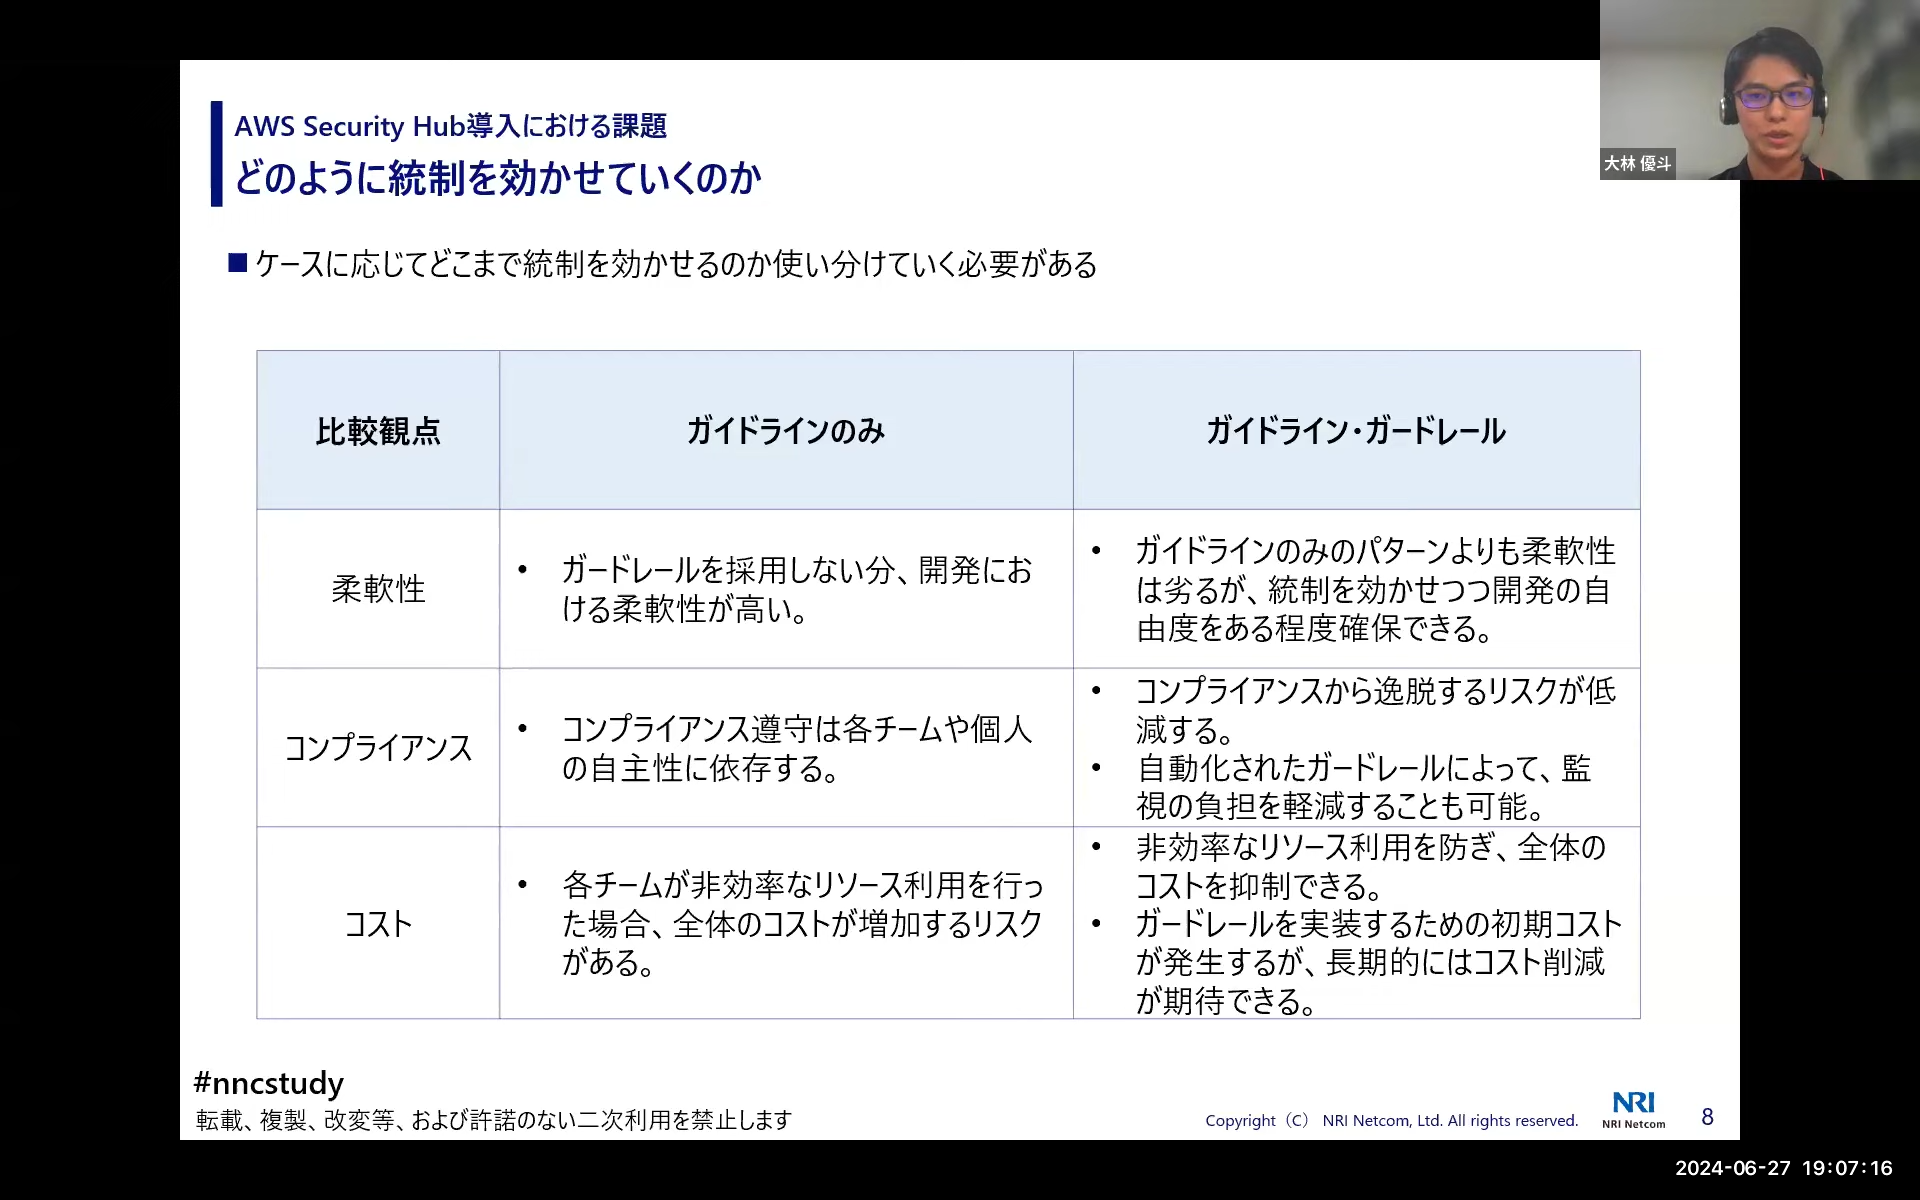 AWS Security Hub導入における課題
どのように統制を効かせていくのか
大林 優斗
■ケースに応じてどこまで統制を効かせるのか使い分けていく必要がある
比較観点
ガイドラインのみ
ガイドライン・ガードレール
柔軟性
• ガードレールを採用しない分、開発にお
ける柔軟性が高い。
• ガイドラインのみのパターンよりも柔軟性
は劣るが、統制を効かせつつ開発の自
由度をある程度確保できる。
コンプライアンス
• コンプライアンス遵守は各チームや個人
の自主性に依存する。
• コンプライアンスから逸脱するリスクが低
減する。
• 自動化されたガードレールによって、監
視の負担を軽減することも可能。
コスト
• 各チームが非効率なリソース利用を行っ
た場合、全体のコストが増加するリスク
がある。
• 非効率なリソース利用を防ぎ、全体の
コストを抑制できる。
• ガードレールを実装するための初期コスト
が発生するが、長期的にはコスト削減
が期待できる。
#nncstudy
転載、複製、改変等、および許諾のない二次利用を禁止します
Copyright（C） NRI Netcom, Ltd. All rights reserved.
NRI
NRI Netcom
8
2024-06-27 19:07:16